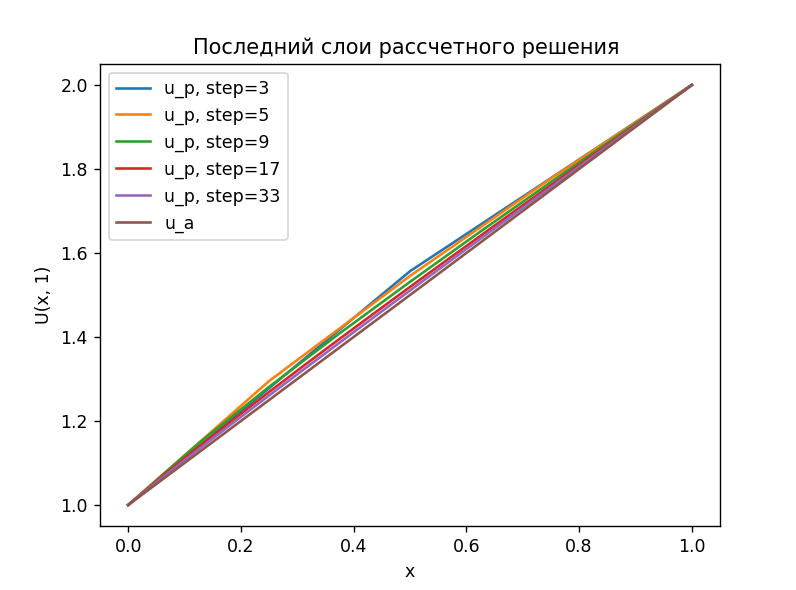 Последний слои рассчетного решения
u_p, step=3
u_p, step=5
u_p, step=9
u_p, step=17
u_p, step=33
u_a
U(x, 1)
2.0
1.8
1.6
1.4
1.2
1.0
0.0 0.2 0.4 0.6 0.8 1.0
x